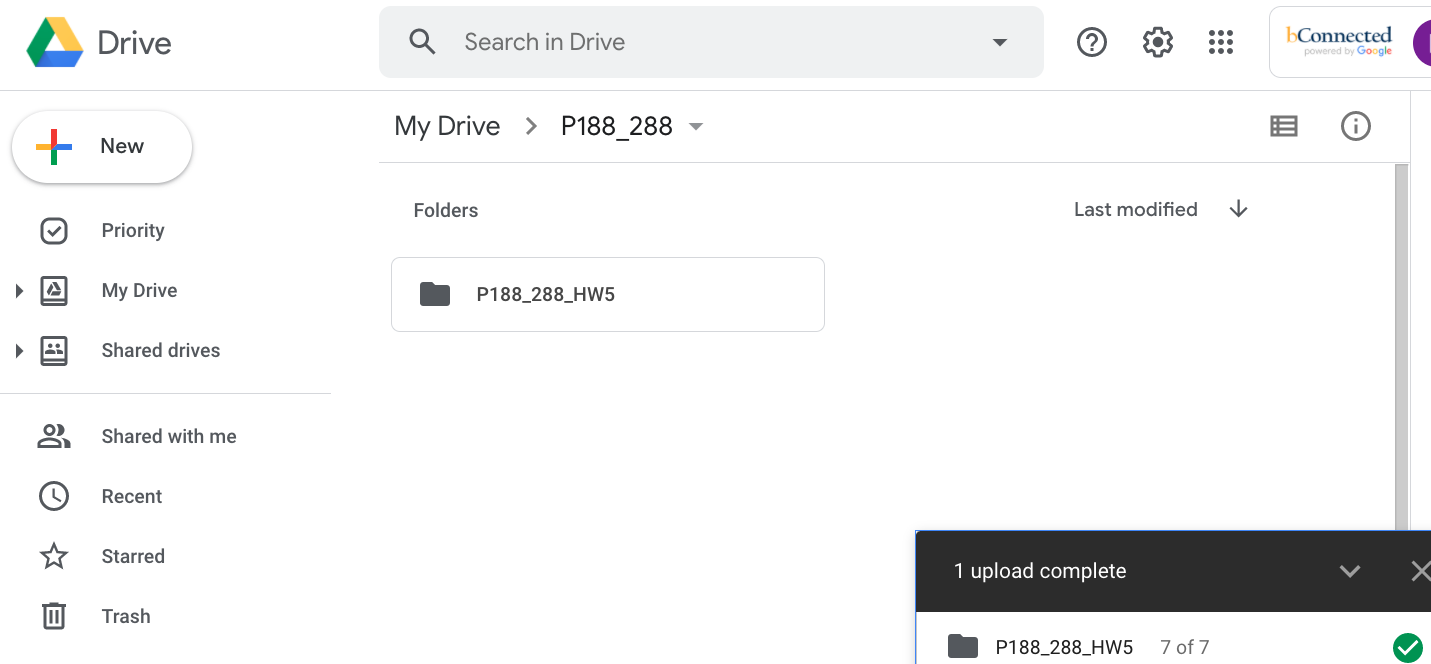 Drive
Search in Drive
bConnected
powered by Google
New
My Drive
P188_288
Priority
My Drive
Shared drives
Shared with me
Recent
Starred
Trash
Folders
Last modified
P188_288_HW5
1 upload complete
P188_288_HW5 7 of 7